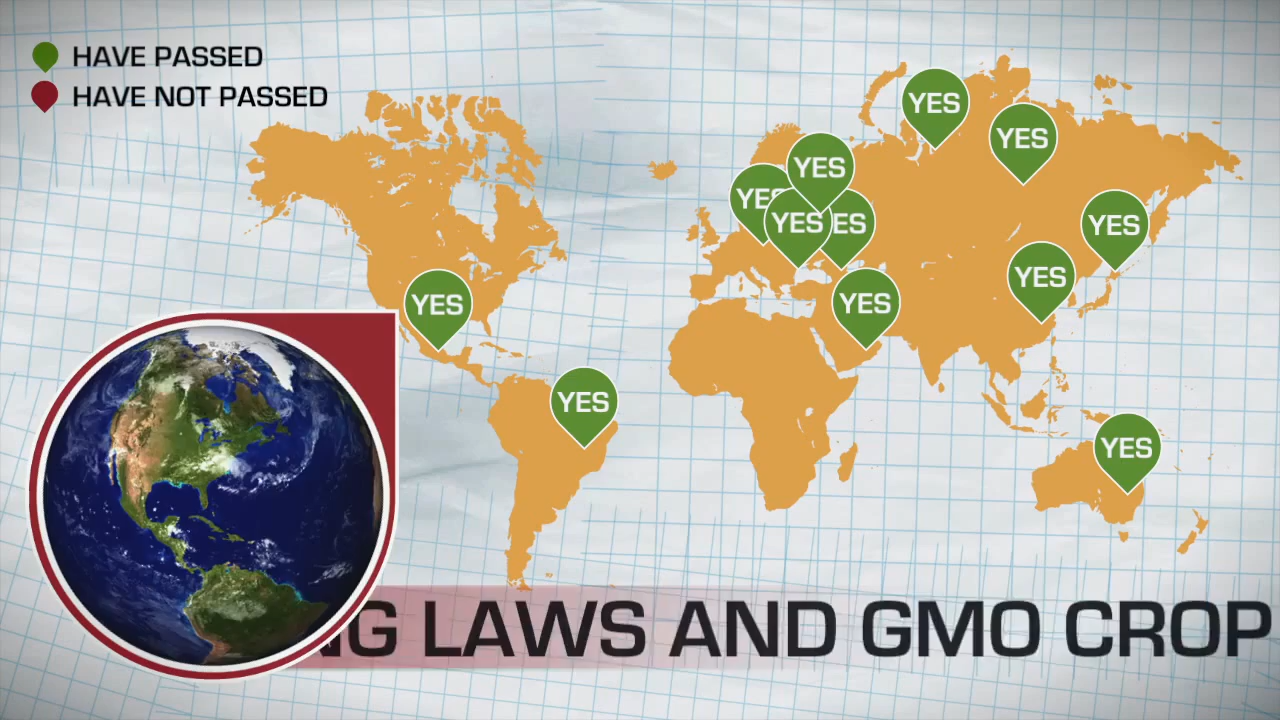 HAVE PASSED
HAVE NOT PASSED
YES
YES
YES
YES
YES
YES
YES
YES
YES
YES
YES
YES
YES
LAWS AND GMO CROP